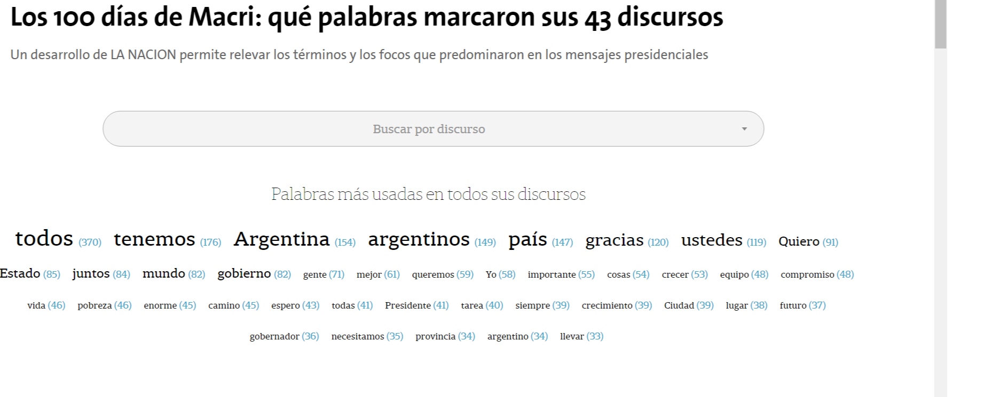 Los 100 días de Macri: qué palabras marcaron sus 43 discursos
Un desarrollo de LA NACION permite relevar los términos y los focos que predominaron en los mensajes presidenciales
Buscar por discurso
Palabras más usadas en todos sus discursos
todos (370) tenemos (176) Argentina (154) argentinos (149) país (147) gracias (120) ustedes (119) Quiero (91)
Estado (85) juntos (84) mundo (82) gobierno (82) gente (71) mejor (61) queremos (59) Yo (58) importante (55) cosas (54) crecer (53) equipo (48) compromiso (48)
vida (46) pobreza (46) enorme (45) camino (45) espero (43) todas (41) Presidente (41) tarea (40) siempre (39) crecimiento (39) Ciudad (39) lugar (38) futuro (37)
gobernador (36) necesitamos (35) provincia (34) argentino (34) llevar (33)